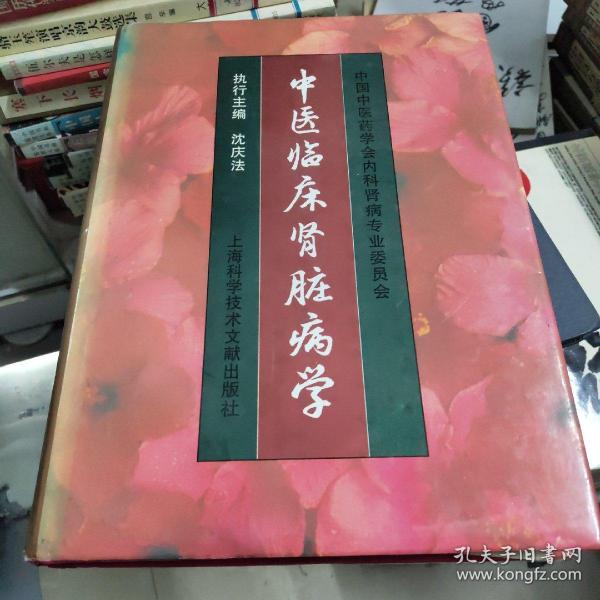 中国中医药学会内科肾病专业委员会
中医临床肾脏病学
执行主编 沈庆法
上海科学技术文献出版社
孔夫子旧书网
www.kongfz.com